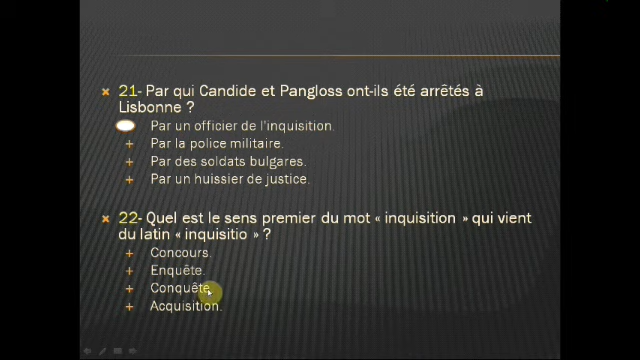 21- Par qui Candide et Pangloss ont-ils été arrêtés à
Lisbonne ?
Par un officier de l'inquisition.
Par la police militaire.
Par des soldats bulgares.
Par un huissier de justice.
22- Quel est le sens premier du mot « inquisition » qui vient
du latin « inquisitio » ?
Concours.
Enquête.
Conquête.
Acquisition.